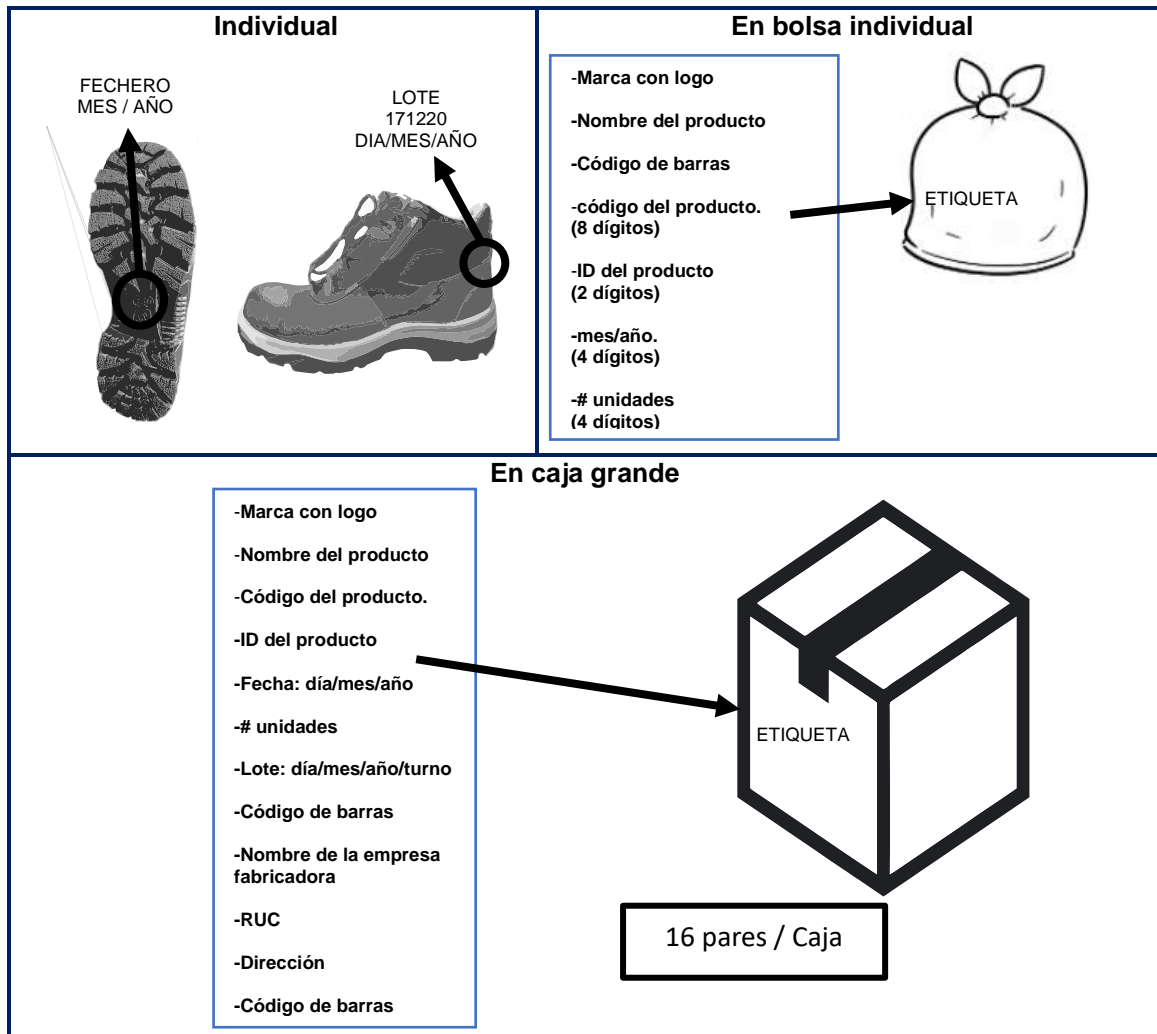 Individual
FECHERO
MES / AÑO
LOTE
171220
DIA/MES/AÑO
En bolsa individual
-Marca con logo
-Nombre del producto
-Código de barras
-código del producto.
(8 dígitos)
-ID del producto
(2 dígitos)
-mes/año.
(4 dígitos)
-# unidades
(4 dígitos)
ETIQUETA
En caja grande
-Marca con logo
-Nombre del producto
-Código del producto.
-ID del producto
-Fecha: día/mes/año
-# unidades
-Lote: día/mes/año/turno
-Código de barras
-Nombre de la empresa
fabricadora
-RUC
-Dirección
-Código de barras
ETIQUETA
16 pares / Caja